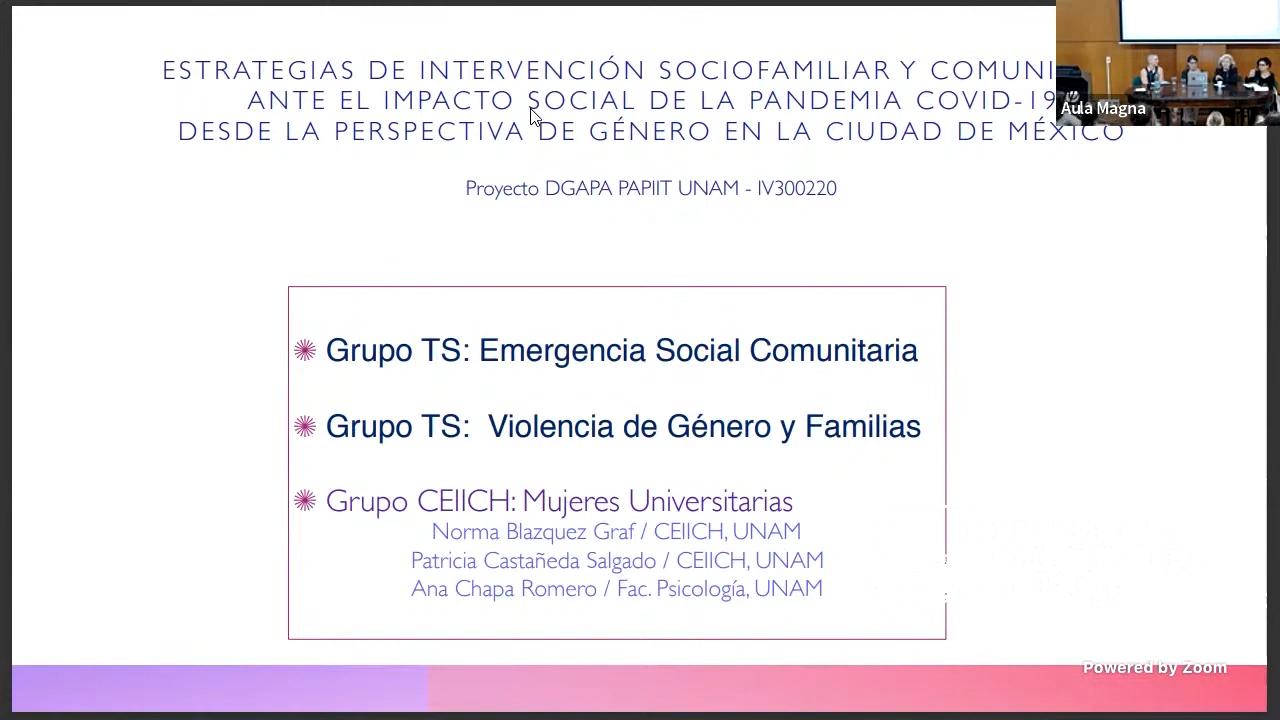 ESTRATEGIAS DE INTERVENCIÓN SOCIOFAMILIAR Y COMUNI
ANTE EL IMPACTO SOCIAL DE LA PANDEMIA COVID-19
DESDE LA PERSPECTIVA DE GÉNERO EN LA CIUDAD DE MÉXICO
Aula Magna
Proyecto DGAPA PAPIIT UNAM - IV300220
Grupo TS: Emergencia Social Comunitaria
Grupo TS: Violencia de Género y Familias
Grupo CEIICH: Mujeres Universitarias
Norma Blazquez Graf / CEIICH, UNAM
Patricia Castañeda Salgado / CEIICH, UNAM
Ana Chapa Romero / Fac. Psicología, UNAM
Powered by Zoom